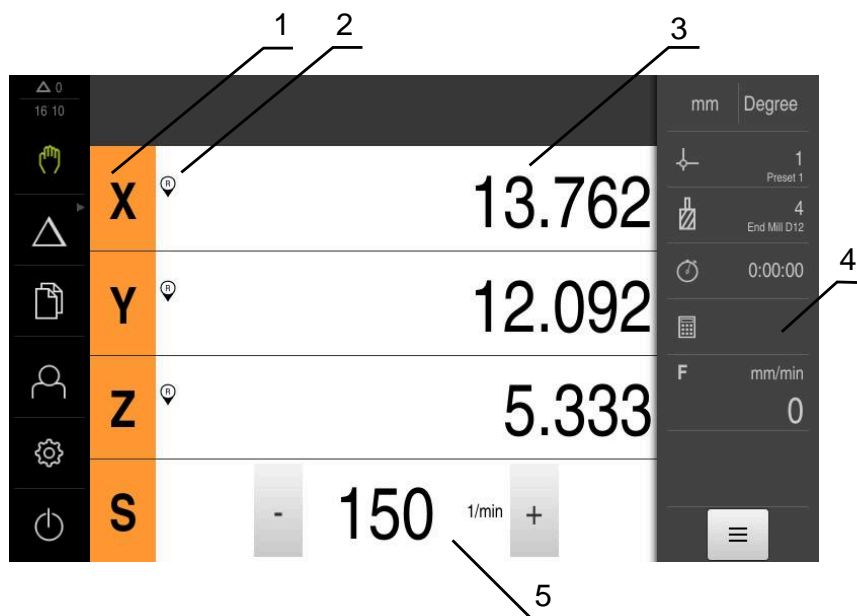 1 2 3
0
16 10
mm Degree
X R 13.762
1
Preset 1
4
End Mill D12
Y R 12.092
0:00:00
4
F mm/min
0
Z R 5.333
S - 150 1/min +
5